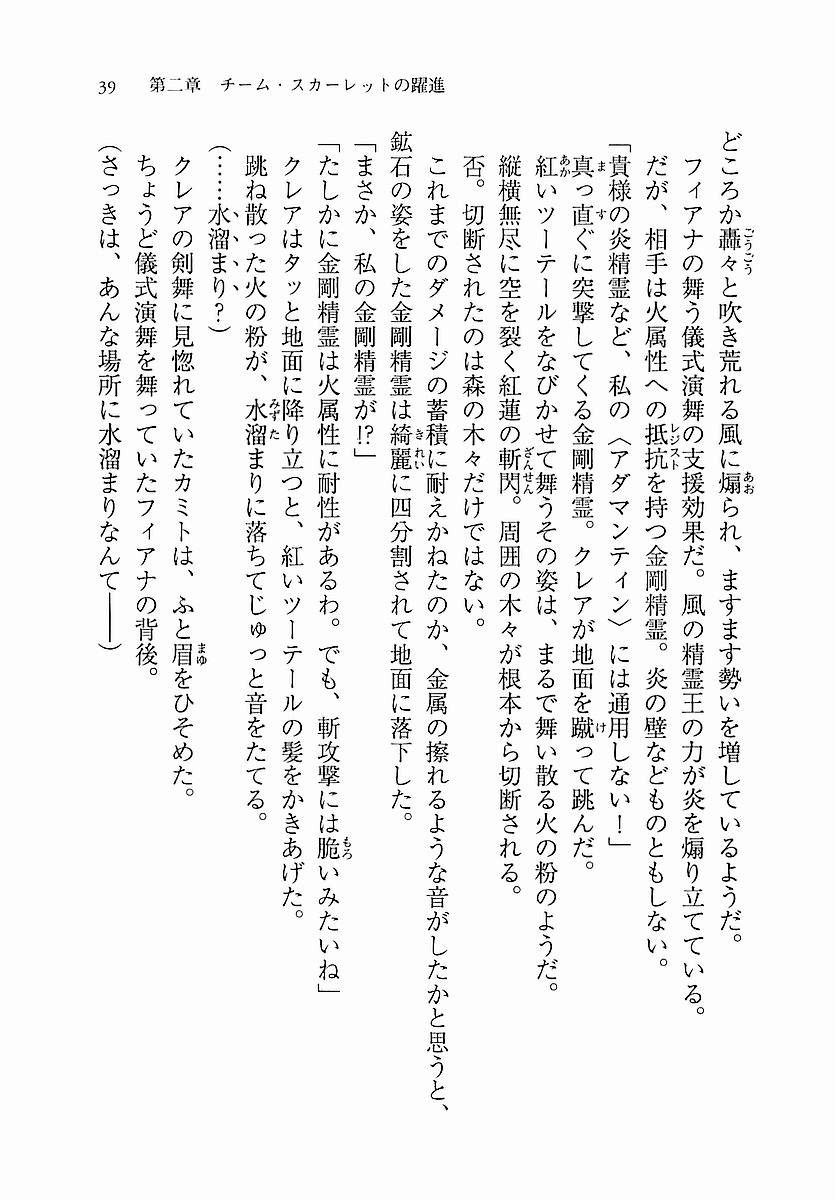 39　第二章　チーム・スカーレットの躍進
どころか轟々と吹き荒れる風に煽られ、ますます勢いを増しているようだ。
フィアナの舞う儀式演舞の支援効果だ。風の精霊王の力が炎を煽り立てている。
だが、相手は火属性への抵抗を持つ金剛精霊。炎の壁などものともしない。
「貴様の炎精霊など、私の〈アダマンティン〉には通用しない！」
真っ直ぐに突撃してくる金剛精霊。クレアが地面を蹴って跳んだ。
紅いツーテールをなびかせて舞うその姿は、まるで舞い散る火の粉のようだ。
縦横無尽に空を裂く紅蓮の斬閃。周囲の木々が根本から切断される。
否。切断されたのは森の木々だけではない。
これまでのダメージの蓄積に耐えかねたのか、金属の擦れるような音がしたかと思うと、
鉱石の姿をした金剛精霊は綺麗に四分割されて地面に落下した。
「まさか、私の金剛精霊が!?」
「たしかに金剛精霊は火属性に耐性があるわ。でも、斬攻撃には脆いみたいね」
クレアはタッと地面に降り立つと、紅いツーテールの髪をかきあげた。
跳ね散った火の粉が、水溜まりに落ちてじゅっと音をたてる。
（……水溜まり？）
クレアの剣舞に見惚れていたカミトは、ふと眉をひそめた。
ちょうど儀式演舞を舞っていたフィアナの背後。
（さっきは、あんな場所に水溜まりなんて――）